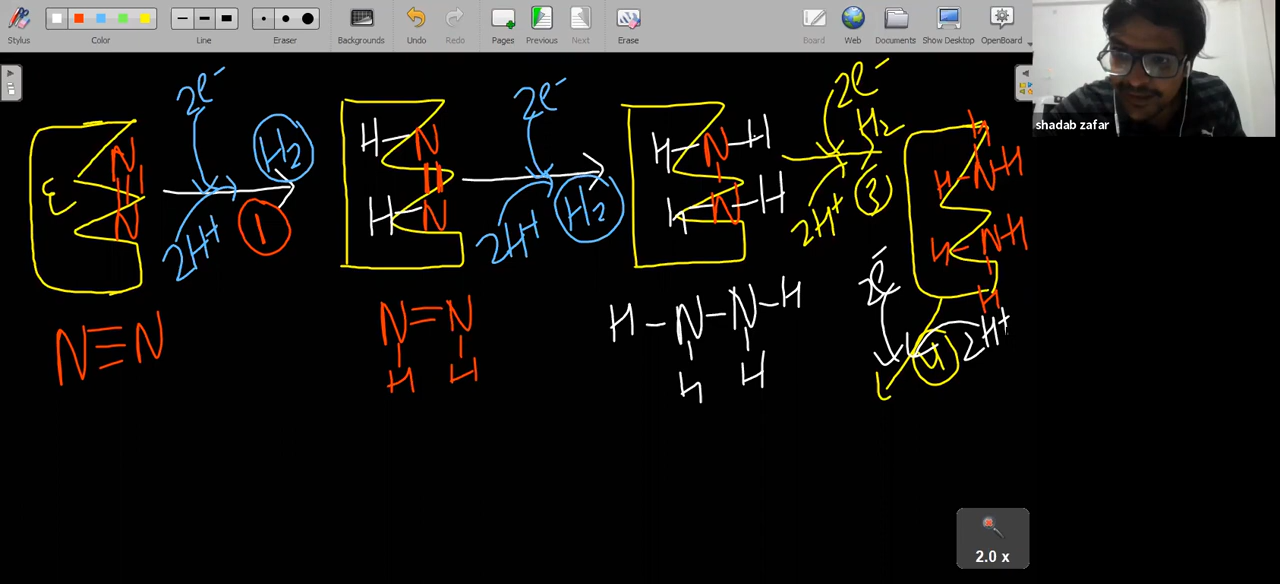 Stylus
Color
Line
Eraser
Backgrounds
Undo
Redo
Pages
Previous
Next
Erase
Board
Web
Documents
Show Desktop
OpenBoard
shadab zafar
2e⁻
2e⁻
2e⁻
H2
H2
E
N
N
2H+
1
H-N
H-N
2H+
H2
H-N-H
H-N-H
2H+
3
H
H-N-H
H-N-H
H
2e⁻
2H+
4
N≡N
N=N
H H
H-N-N-H
H H
2.0 x